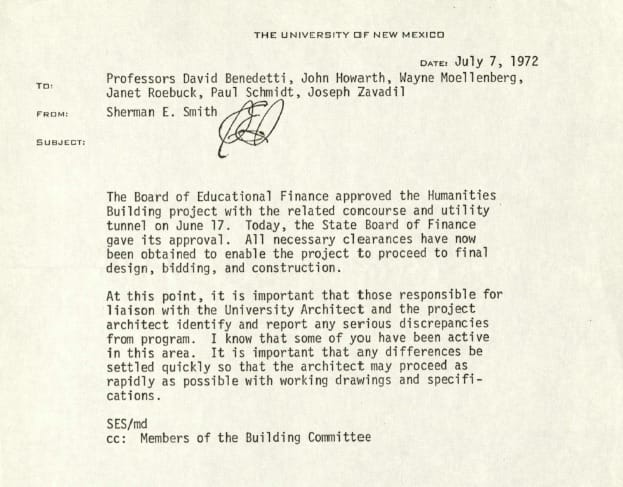 THE UNIVERSITY OF NEW MEXICO
DATE: July 7, 1972
TO: Professors David Benedetti, John Howarth, Wayne Moellenberg,
Janet Roebuck, Paul Schmidt, Joseph Zavadil
FROM: Sherman E. Smith
SUBJECT:
The Board of Educational Finance approved the Humanities
Building project with the related concourse and utility
tunnel on June 17. Today, the State Board of Finance
gave its approval. All necessary clearances have now
been obtained to enable the project to proceed to final
design, bidding, and construction.
At this point, it is important that those responsible for
liaison with the University Architect and the project
architect identify and report any serious discrepancies
from program. I know that some of you have been active
in this area. It is important that any differences be
settled quickly so that the architect may proceed as
rapidly as possible with working drawings and specifi-
cations.
SES/md
cc: Members of the Building Committee